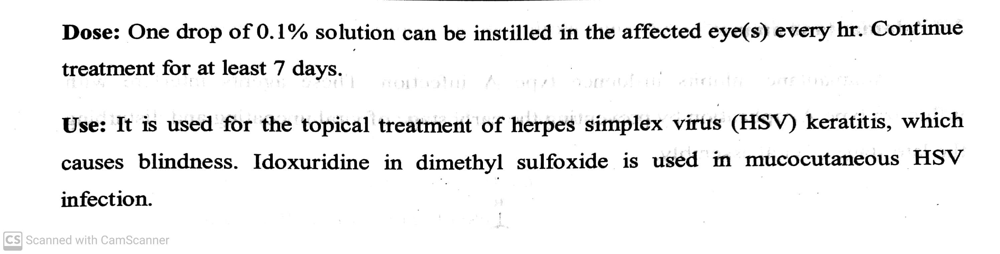 Dose: One drop of 0.1% solution can be instilled in the affected eye(s) every hr. Continue
treatment for at least 7 days.
Use: It is used for the topical treatment of herpes simplex virus (HSV) keratitis, which
causes blindness. Idoxuridine in dimethyl sulfoxide is used in mucocutaneous HSV
infection.
CS Scanned with CamScanner